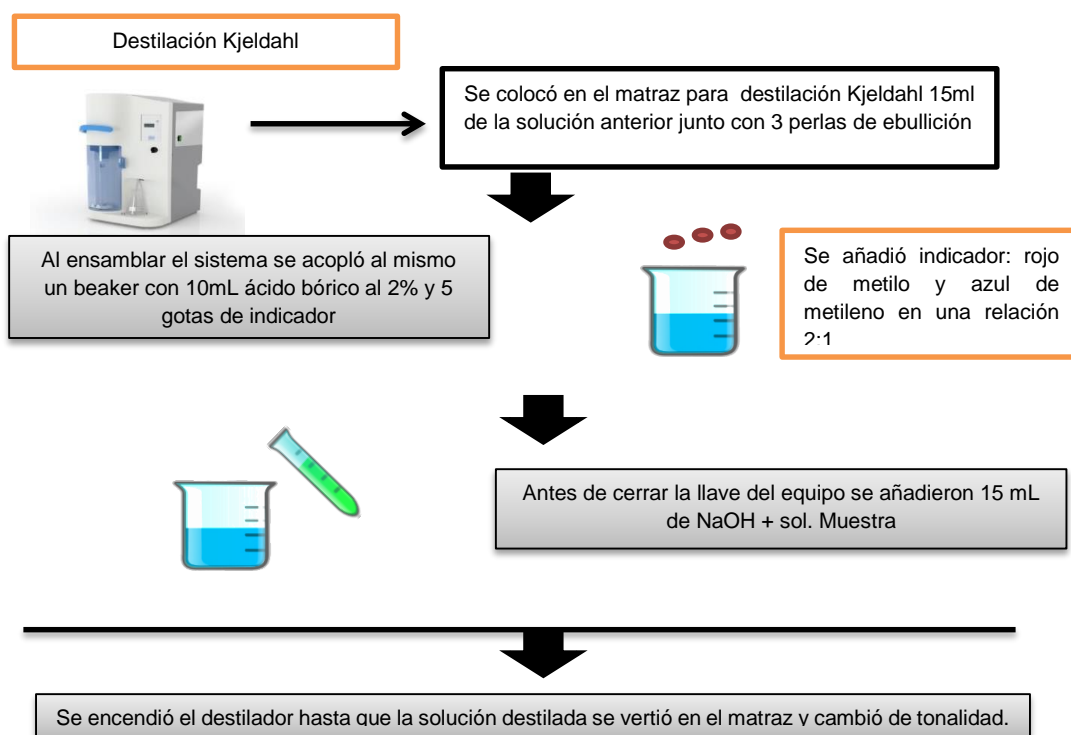 Destilación Kjeldahl
Se colocó en el matraz para destilación Kjeldahl 15ml
de la solución anterior junto con 3 perlas de ebullición
Al ensamblar el sistema se acopló al mismo
un beaker con 10mL ácido bórico al 2% y 5
gotas de indicador
Se añadió indicador: rojo
de metilo y azul de
metileno en una relación
2:1
Antes de cerrar la llave del equipo se añadieron 15 mL
de NaOH + sol. Muestra
Se encendió el destilador hasta que la solución destilada se vertió en el matraz y cambió de tonalidad.